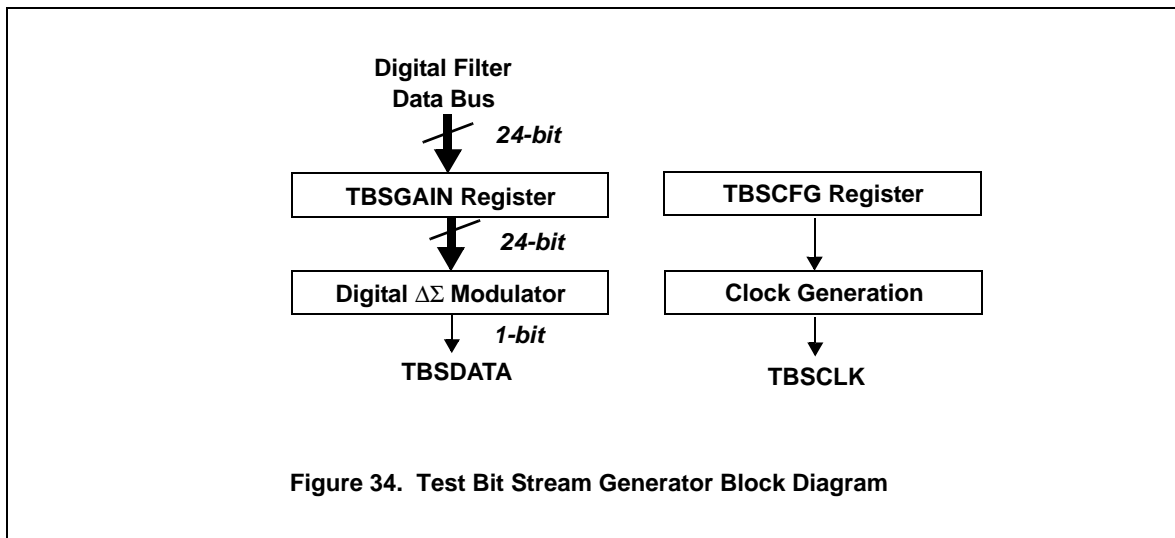 Digital Filter
Data Bus
24-bit
TBSGAIN Register
24-bit
Digital ΔΣ Modulator
1-bit
TBSDATA
TBSCFG Register
Clock Generation
TBSCLK
Figure 34. Test Bit Stream Generator Block Diagram